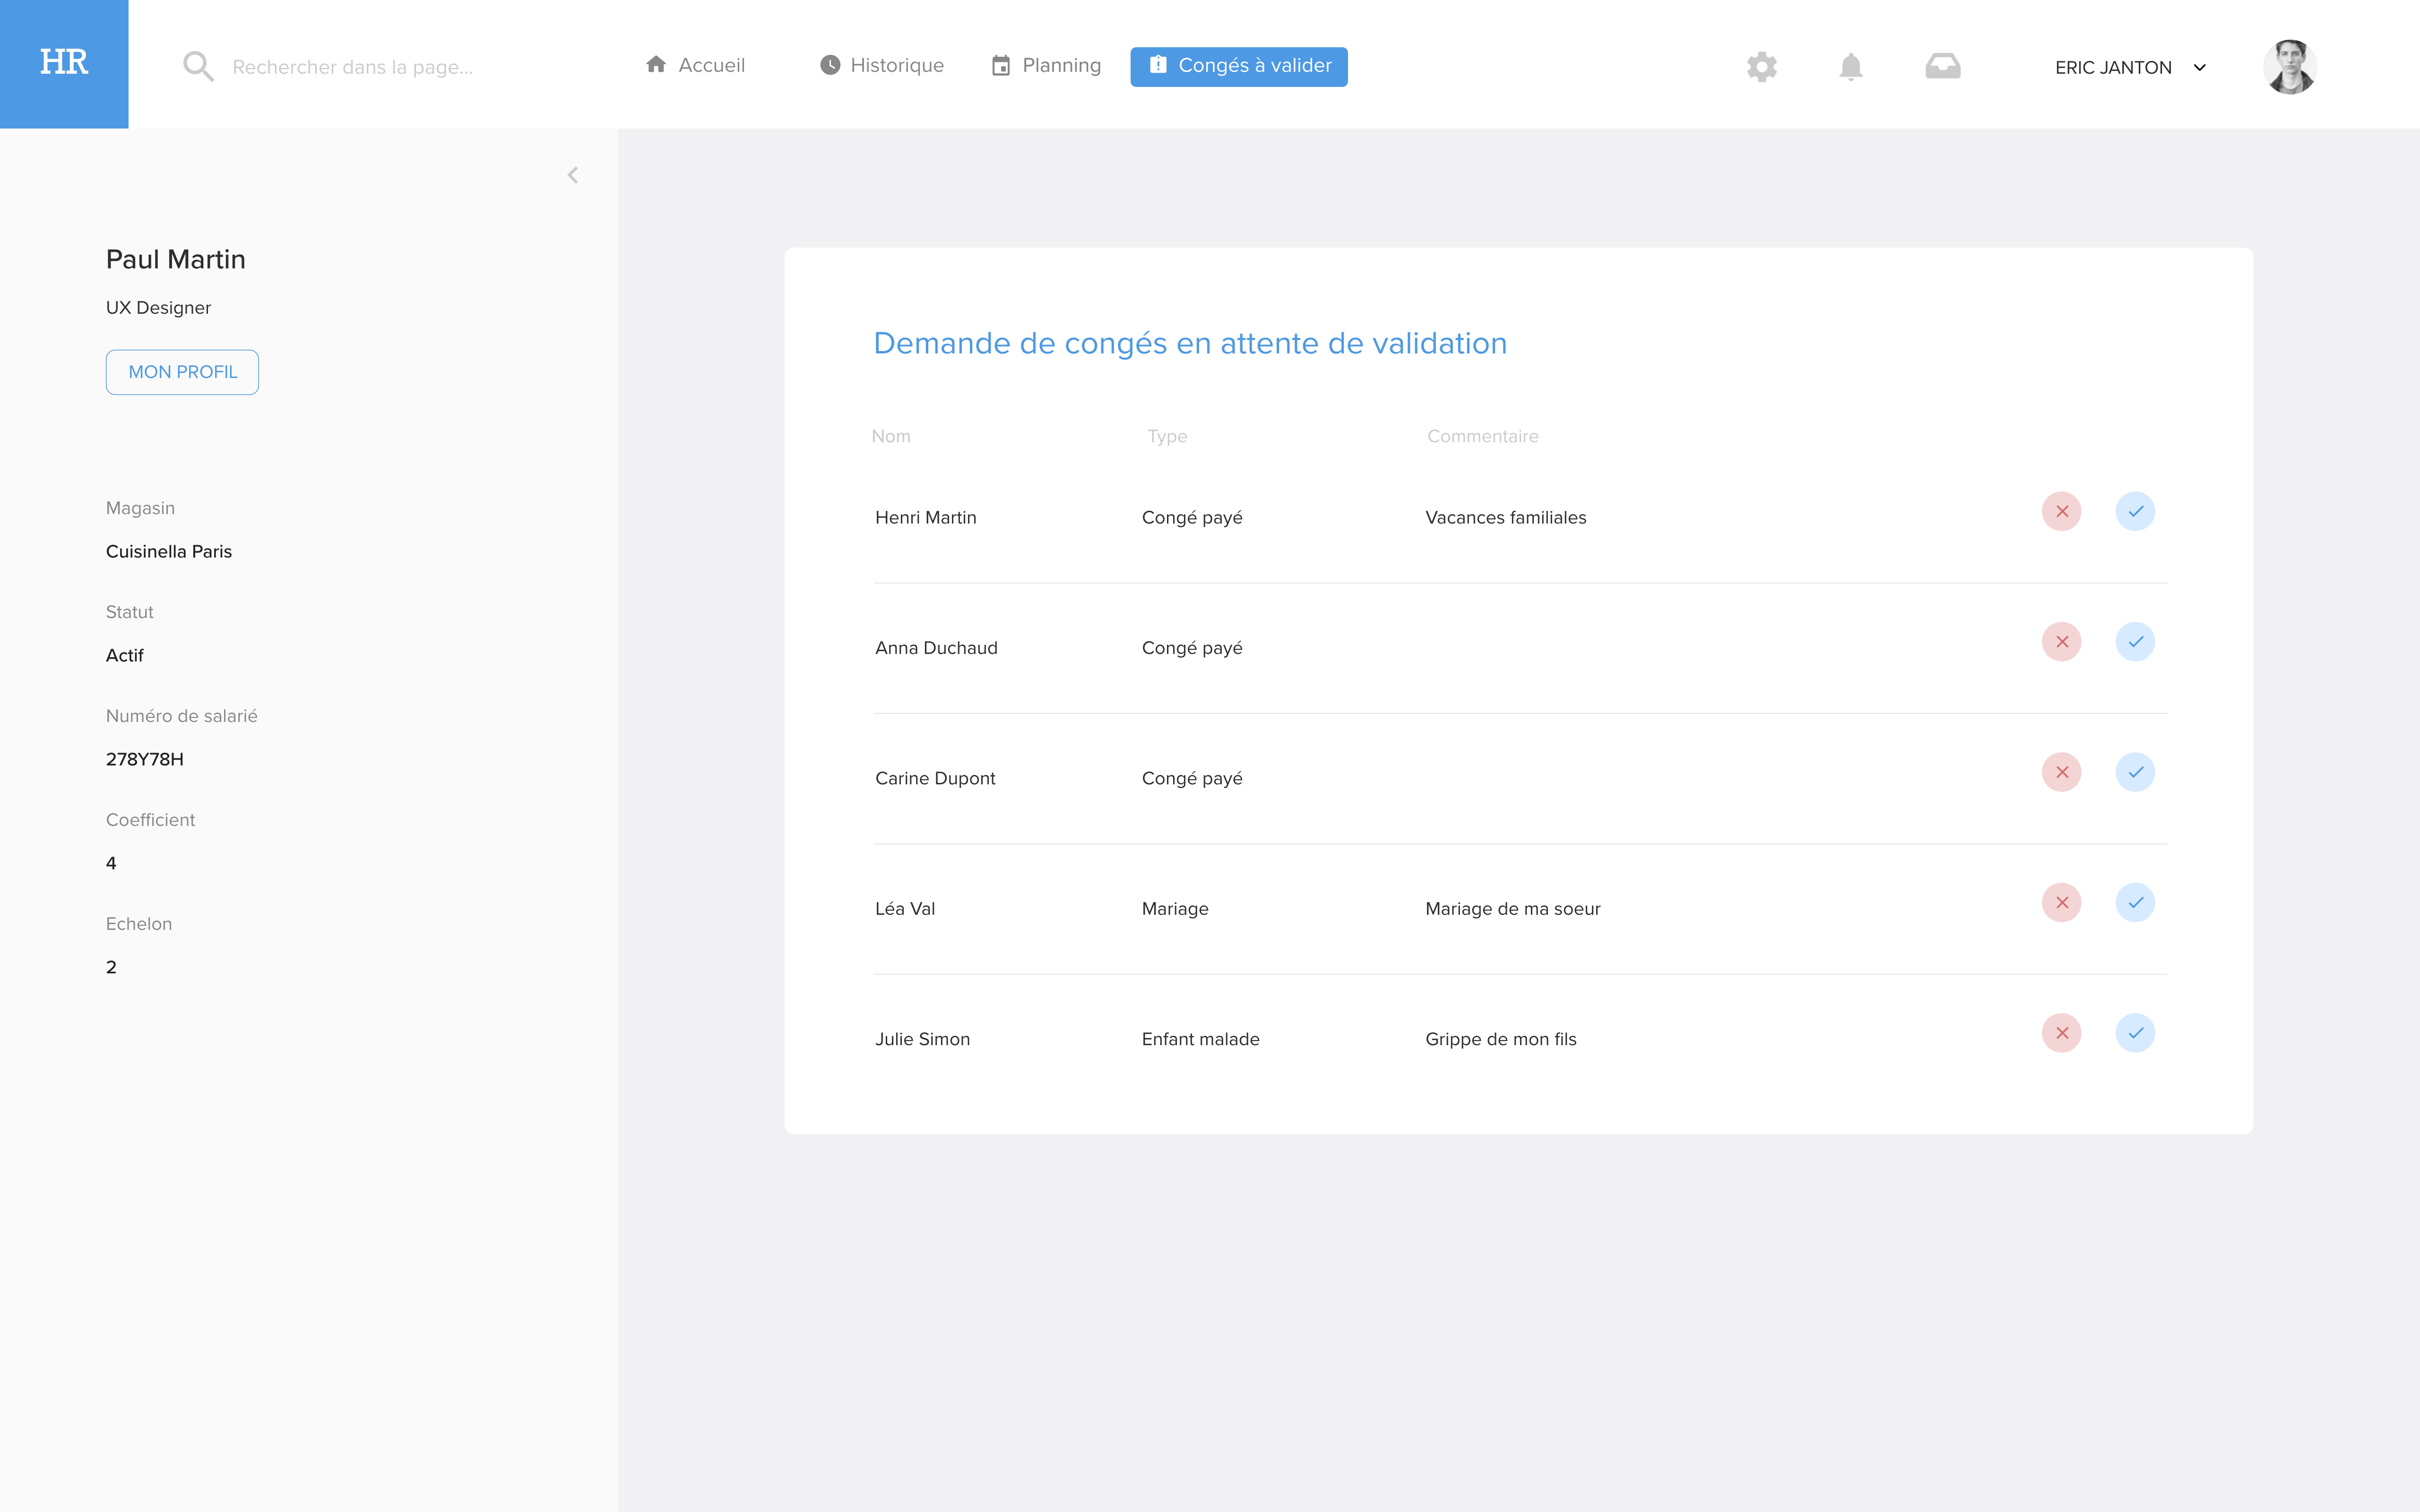 HR
Rechercher dans la page...
Accueil
Historique
Planning
Congés à valider
ERIC JANTON
Paul Martin
UX Designer
MON PROFIL
Magasin
Cuisinella Paris
Statut
Actif
Numéro de salarié
278Y78H
Coefficient
4
Echelon
2
Demande de congés en attente de validation
Nom Type Commentaire
Henri Martin Congé payé Vacances familiales
Anna Duchaud Congé payé
Carine Dupont Congé payé
Léa Val Mariage Mariage de ma soeur
Julie Simon Enfant malade Grippe de mon fils